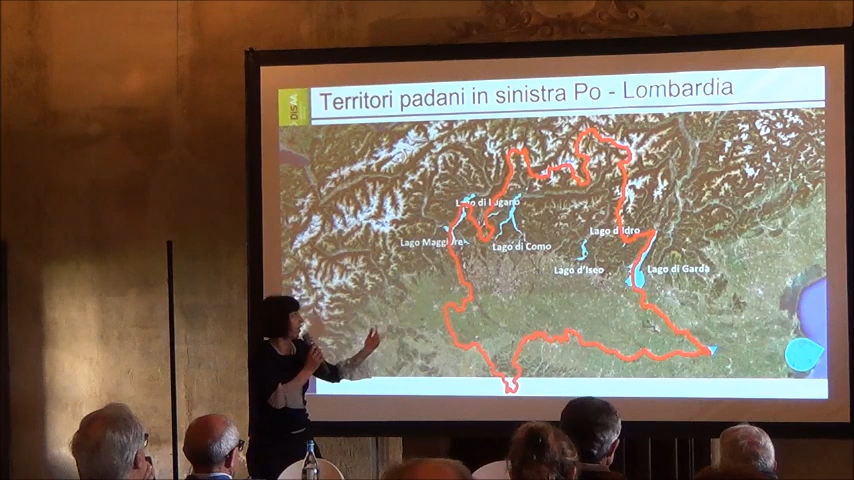 DISM
Territori padani in sinistra Po - Lombardia
Lago di Lugano
Lago d'Idro
Lago Maggiore
Lago di Como
Lago d'Iseo
Lago di Garda